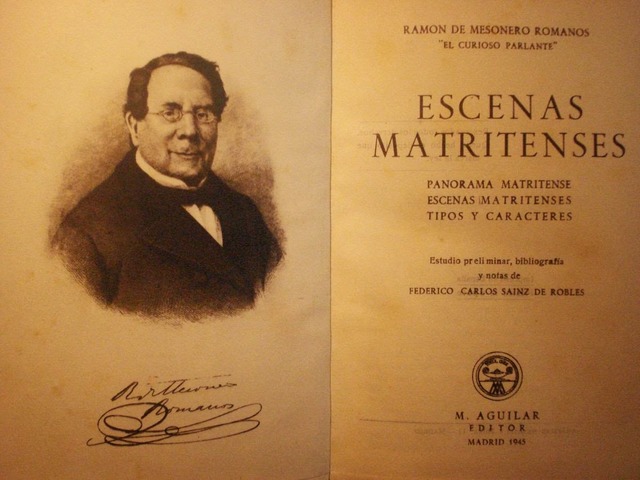 Romanos
RAMON DE MESONERO ROMANOS
"EL CURIOSO PARLANTE"
ESCENAS
MATRITENSES
PANORAMA MATRITENSE
ESCENAS MATRITENSES
TIPOS Y CARACTERES
Estudio preliminar, bibliografía
y notas de
FEDERICO CARLOS SAINZ DE ROBLES
M. AGUILAR
EDITOR
MADRID 1945